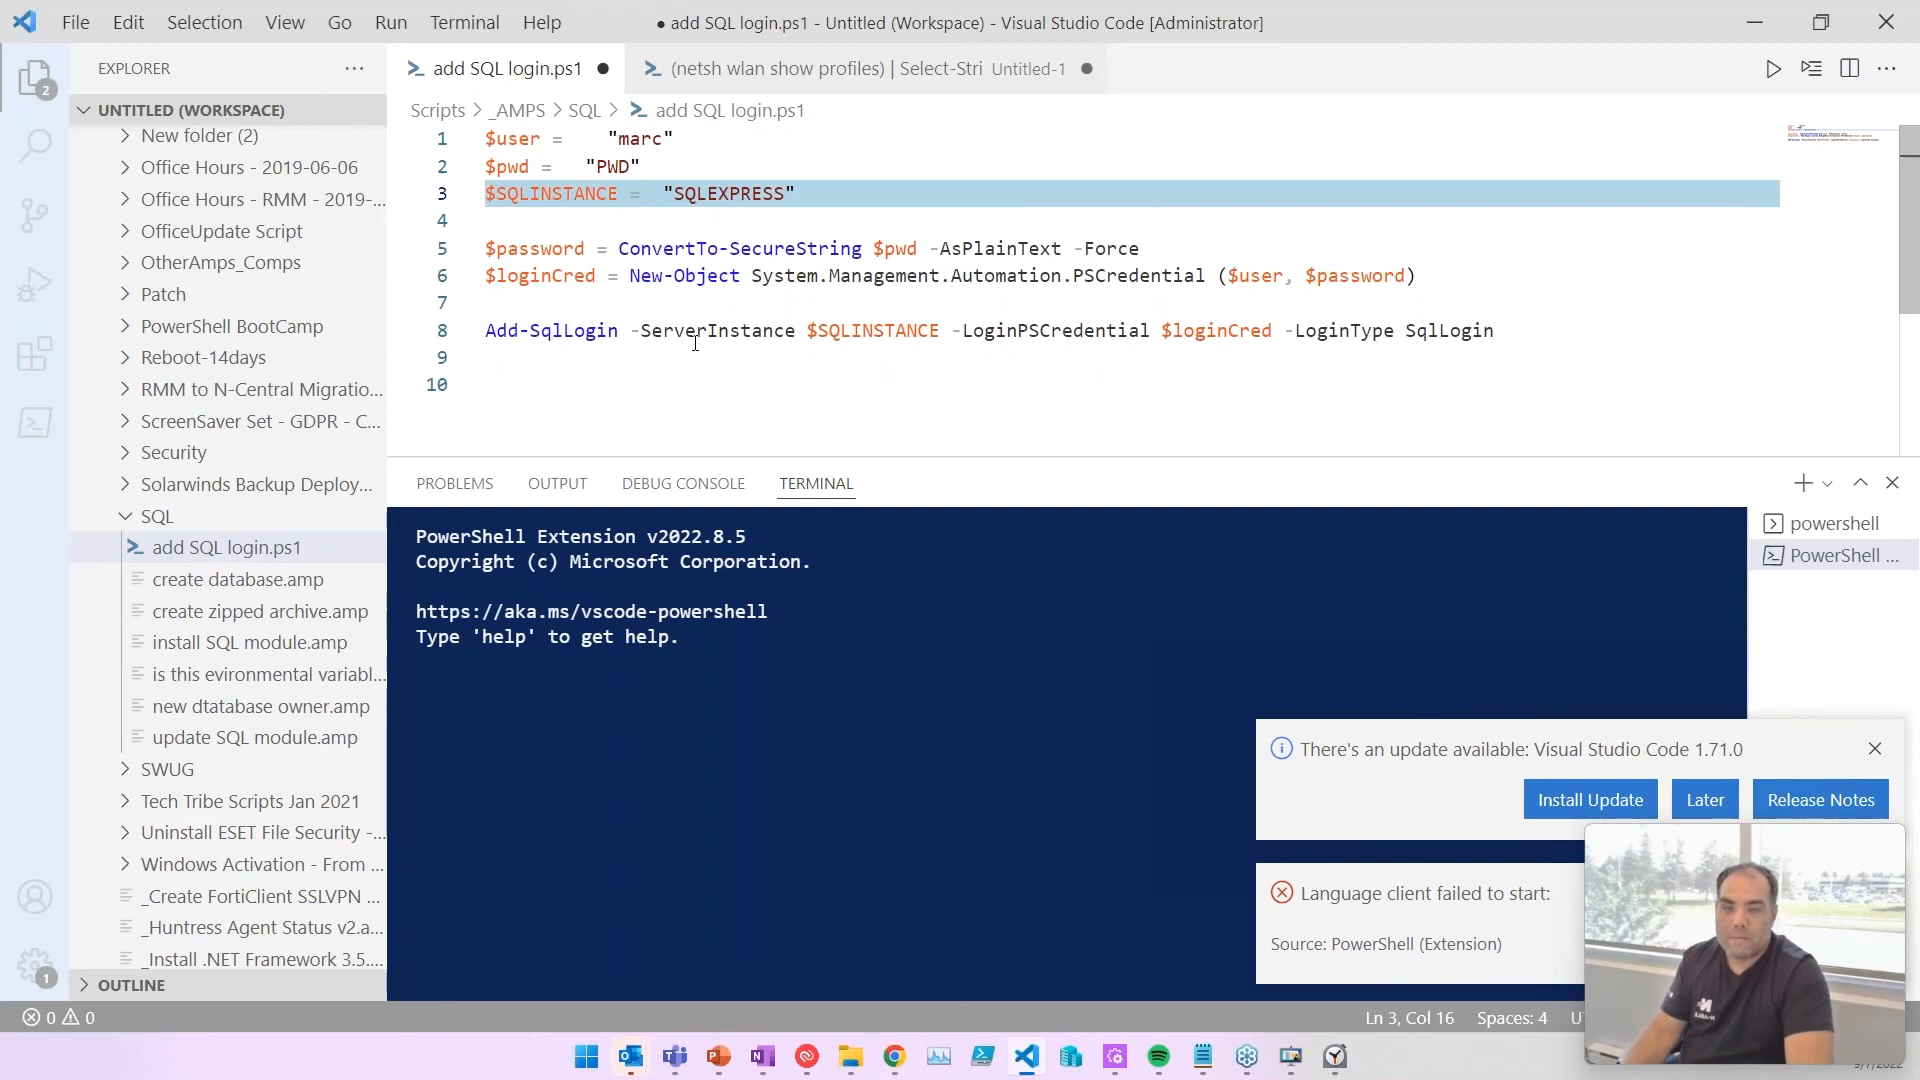 File Edit Selection View Go Run Terminal Help
● add SQL login.ps1 - Untitled (Workspace) - Visual Studio Code [Administrator]
EXPLORER
2
UNTITLED (WORKSPACE)
New folder (2)
Office Hours - 2019-06-06
Office Hours - RMM - 2019-...
OfficeUpdate Script
OtherAmps_Comps
Patch
PowerShell BootCamp
Reboot-14days
RMM to N-Central Migratio...
ScreenSaver Set - GDPR - C...
Security
Solarwinds Backup Deploy...
SQL
add SQL login.ps1
create database.amp
create zipped archive.amp
install SQL module.amp
is this evironmental variabl...
new dtatabase owner.amp
update SQL module.amp
SWUG
Tech Tribe Scripts Jan 2021
Uninstall ESET File Security -...
Windows Activation - From ...
_Create FortiClient SSLVPN ...
_Huntress Agent Status v2.a...
_Install .NET Framework 3.5....
OUTLINE
1
add SQL login.ps1 ●
(netsh wlan show profiles) | Select-Stri Untitled-1 ●
Scripts > _AMPS > SQL > add SQL login.ps1
1 $user = "marc"
2 $pwd = "PWD"
3 $SQLINSTANCE = "SQLEXPRESS"
4
5 $password = ConvertTo-SecureString $pwd -AsPlainText -Force
6 $loginCred = New-Object System.Management.Automation.PSCredential ($user, $password)
7
8 Add-SqlLogin -ServerInstance $SQLINSTANCE -LoginPSCredential $loginCred -LoginType SqlLogin
9
10
PROBLEMS OUTPUT DEBUG CONSOLE TERMINAL
PowerShell Extension v2022.8.5
Copyright (c) Microsoft Corporation.
https://aka.ms/vscode-powershell
Type 'help' to get help.
powershell
PowerShell ...
There's an update available: Visual Studio Code 1.71.0
Install Update Later Release Notes
Language client failed to start:
Source: PowerShell (Extension)
0 0
Ln 3, Col 16 Spaces: 4